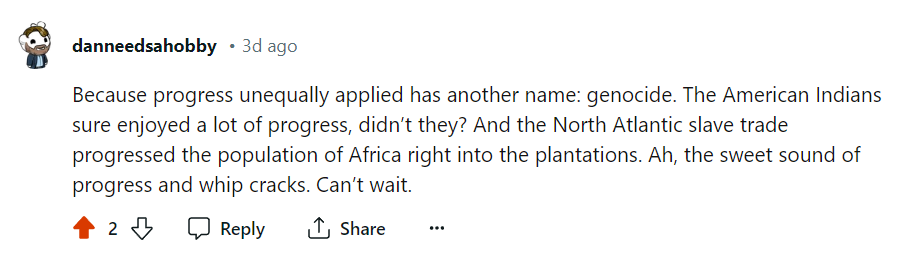 danneedsahobby • 3d ago
Because progress unequally applied has another name: genocide. The American Indians
sure enjoyed a lot of progress, didn’t they? And the North Atlantic slave trade
progressed the population of Africa right into the plantations. Ah, the sweet sound of
progress and whip cracks. Can’t wait.
2 Reply Share ...